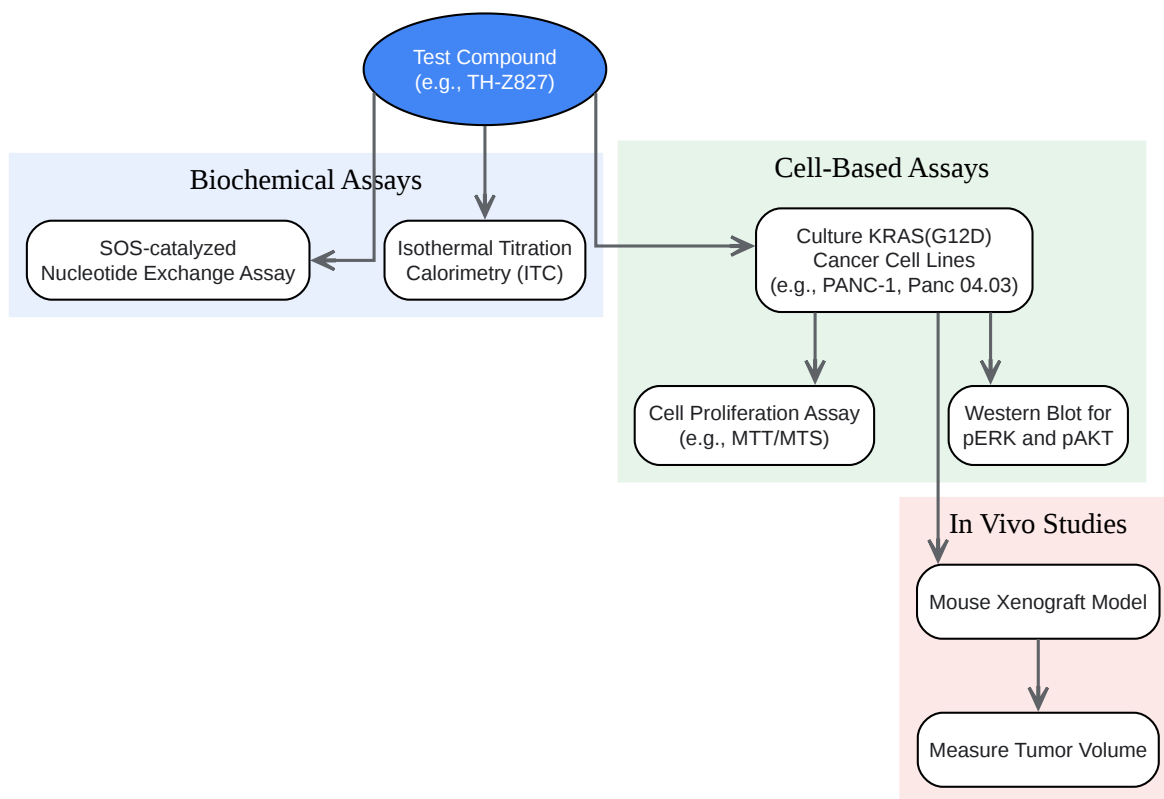 Test Compound
(e.g., TH-Z827)
Biochemical Assays
SOS-catalyzed
Nucleotide Exchange Assay
Isothermal Titration
Calorimetry (ITC)
Cell-Based Assays
Culture KRAS(G12D)
Cancer Cell Lines
(e.g., PANC-1, Panc 04.03)
Cell Proliferation Assay
(e.g., MTT/MTS)
Western Blot for
pERK and pAKT
In Vivo Studies
Mouse Xenograft Model
Measure Tumor Volume